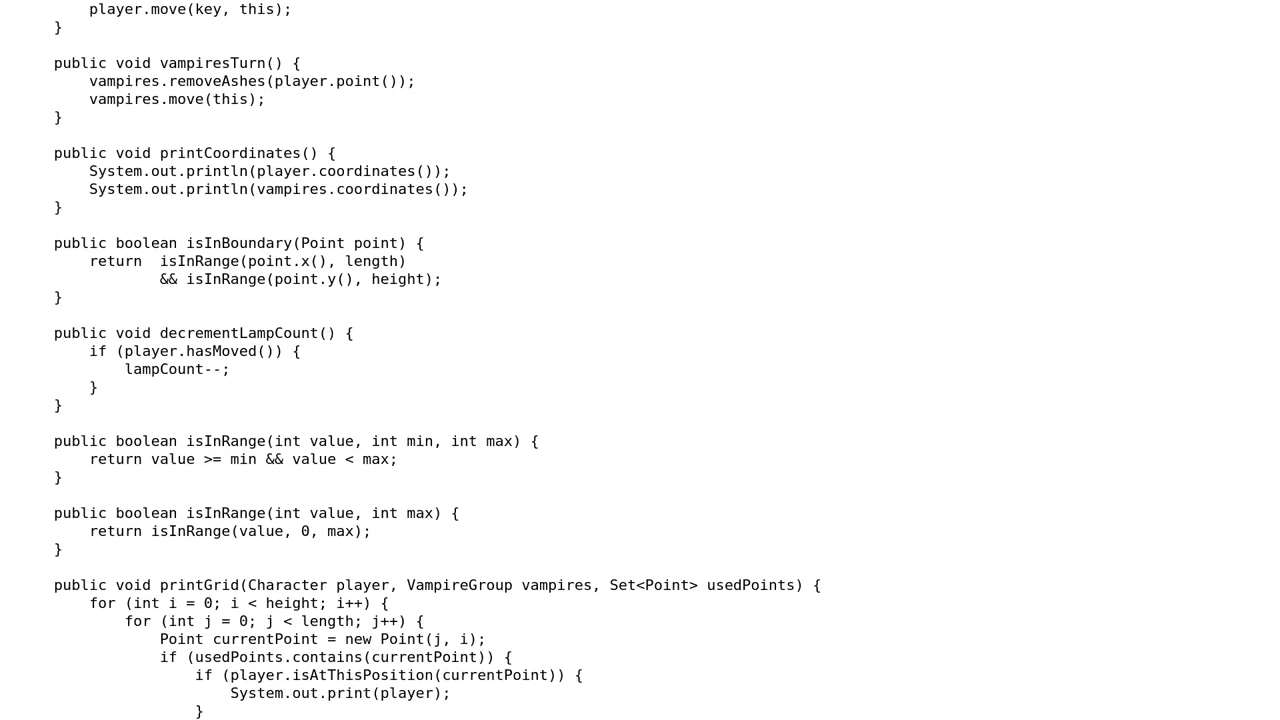 player.move(key, this);
    }

    public void vampiresTurn() {
        vampires.removeAshes(player.point());
        vampires.move(this);
    }

    public void printCoordinates() {
        System.out.println(player.coordinates());
        System.out.println(vampires.coordinates());
    }

    public boolean isInBoundary(Point point) {
        return  isInRange(point.x(), length)
                && isInRange(point.y(), height);
    }

    public void decrementLampCount() {
        if (player.hasMoved()) {
            lampCount--;
        }
    }

    public boolean isInRange(int value, int min, int max) {
        return value >= min && value < max;
    }

    public boolean isInRange(int value, int max) {
        return isInRange(value, 0, max);
    }

    public void printGrid(Character player, VampireGroup vampires, Set<Point> usedPoints) {
        for (int i = 0; i < height; i++) {
            for (int j = 0; j < length; j++) {
                Point currentPoint = new Point(j, i);
                if (usedPoints.contains(currentPoint)) {
                    if (player.isAtThisPosition(currentPoint)) {
                        System.out.print(player);
                    }